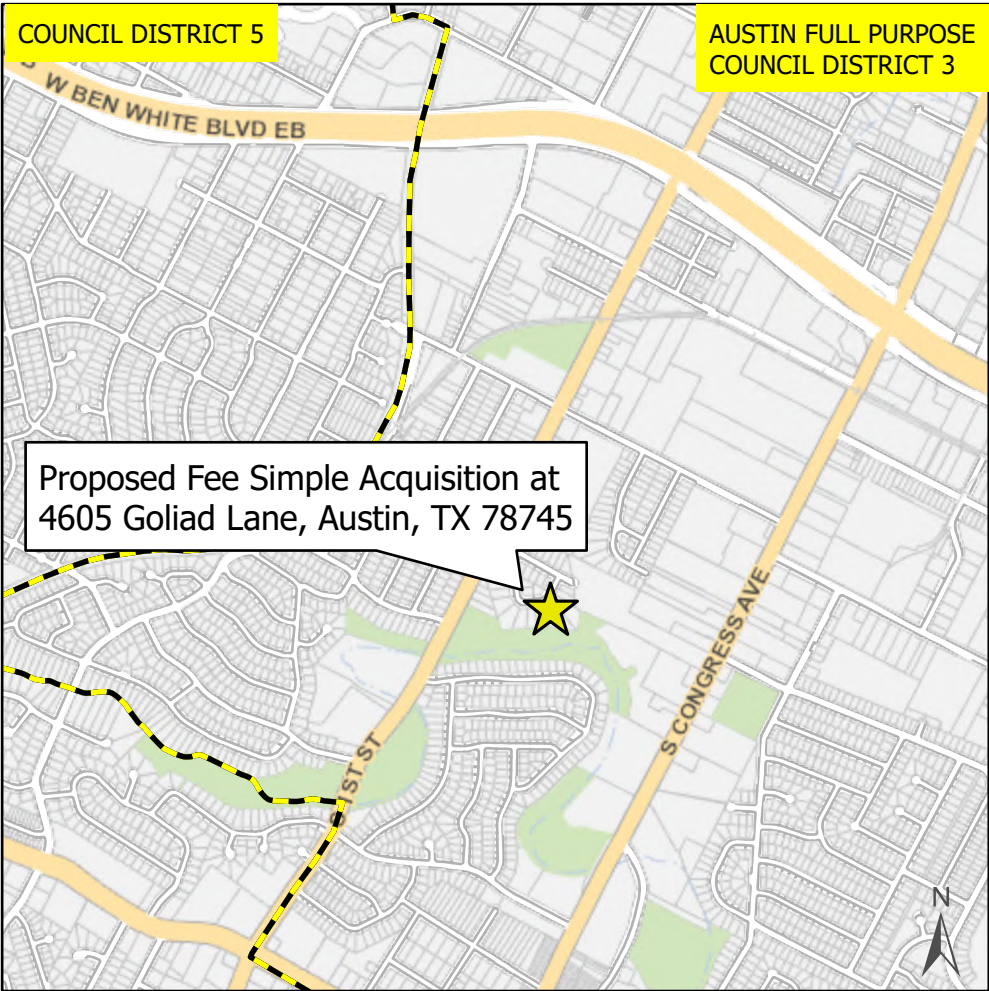 COUNCIL DISTRICT 5
AUSTIN FULL PURPOSE
COUNCIL DISTRICT 3
W BEN WHITE BLVD EB
Proposed Fee Simple Acquisition at
4605 Goliad Lane, Austin, TX 78745
S CONGRESS AVE
S 1ST ST
N